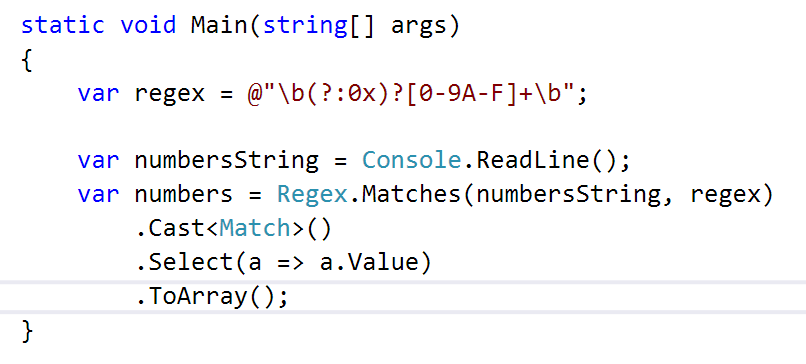 static void Main(string[] args)
{
    var regex = @"\b(?:0x)?[0-9A-F]+\b";

    var numbersString = Console.ReadLine();
    var numbers = Regex.Matches(numbersString, regex)
        .Cast<Match>()
        .Select(a => a.Value)
        .ToArray();
}